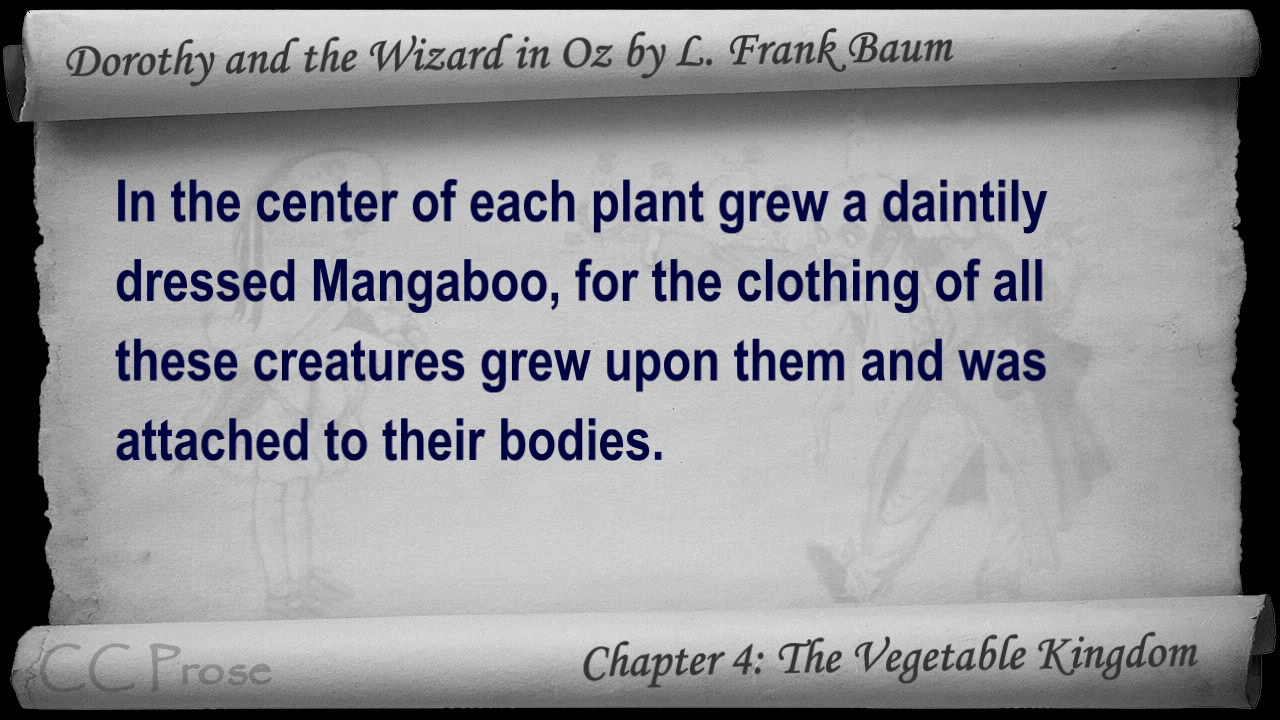 Dorothy and the Wizard in Oz by L. Frank Baum
In the center of each plant grew a daintily
dressed Mangaboo, for the clothing of all
these creatures grew upon them and was
attached to their bodies.
CC Prose
Chapter 4: The Vegetable Kingdom